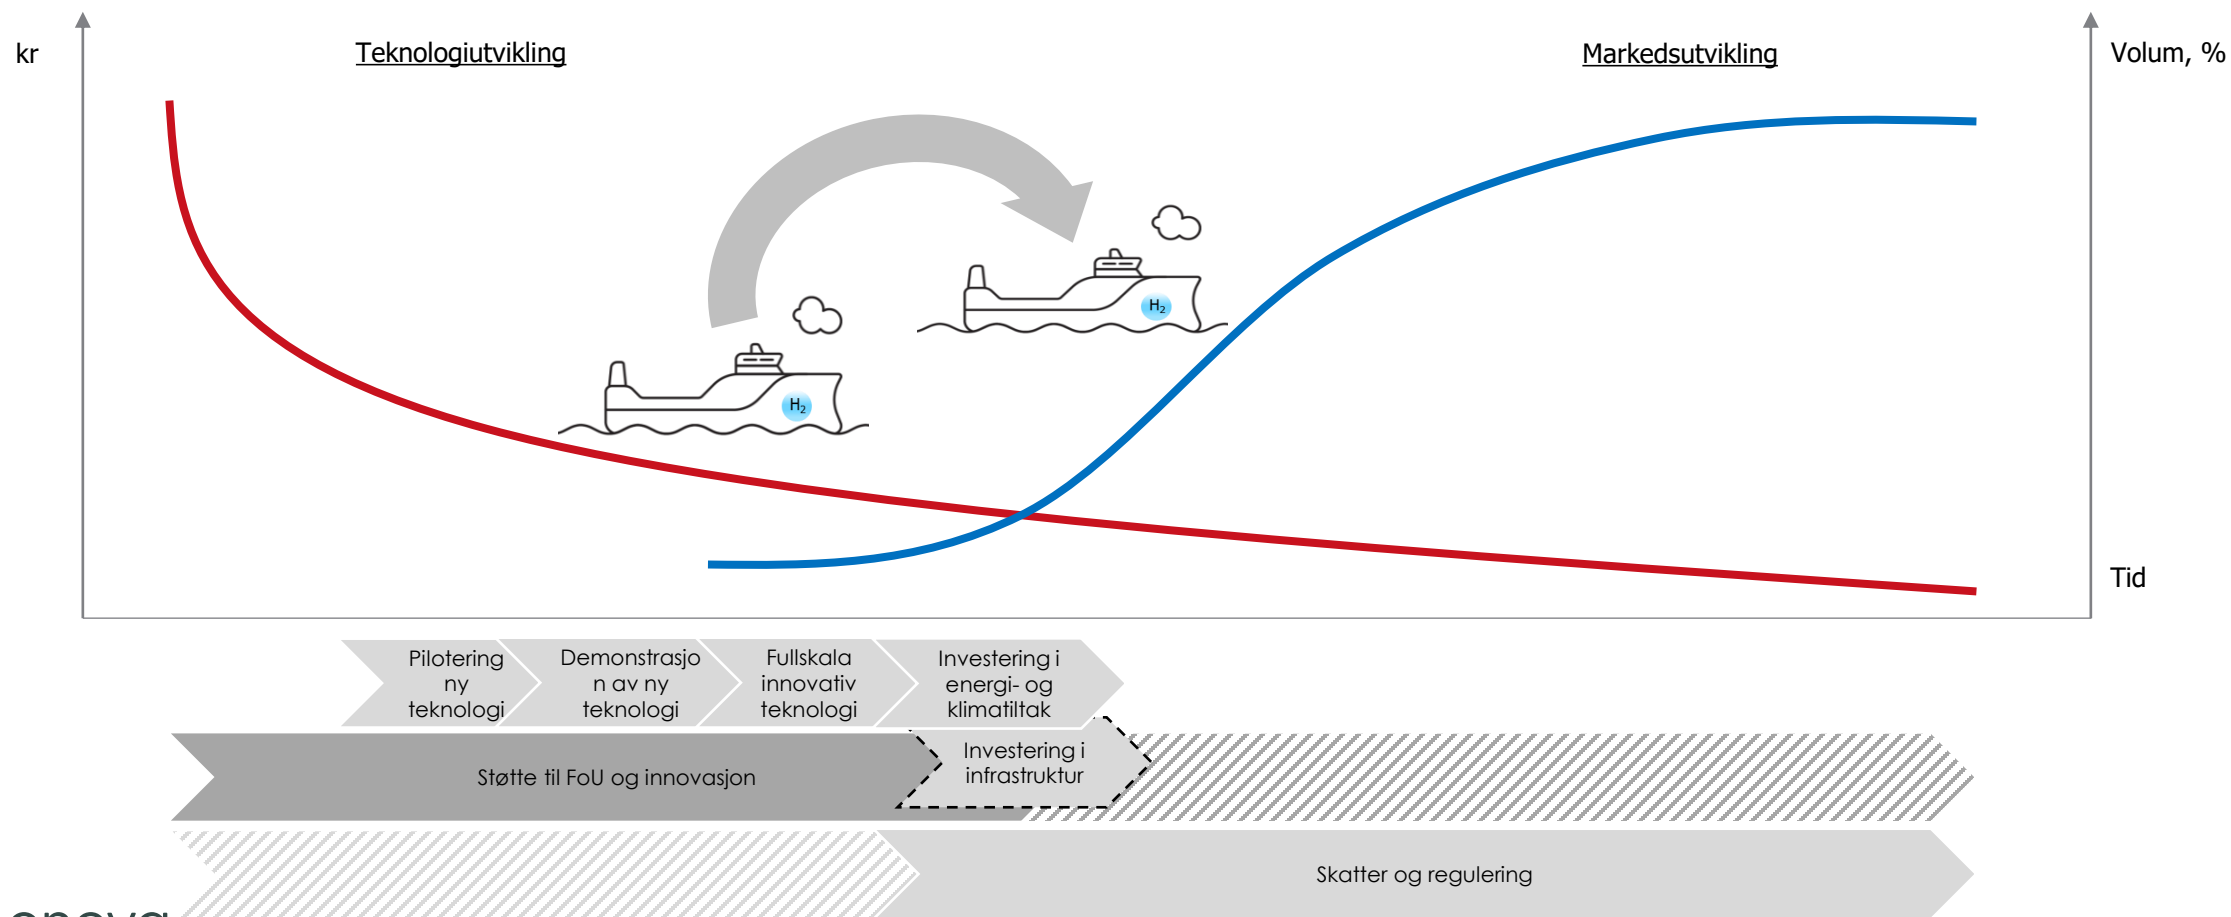 kr
Teknologiutvikling
Markedsutvikling
Volum, %
H₂
H₂
Tid
Pilotering
ny
teknologi
Demonstrasjo
n av ny
teknologi
Fullskala
innovativ
teknologi
Investering i
energi- og
klimatiltak
Investering i
infrastruktur
Støtte til FoU og innovasjon
Skatter og regulering
enova